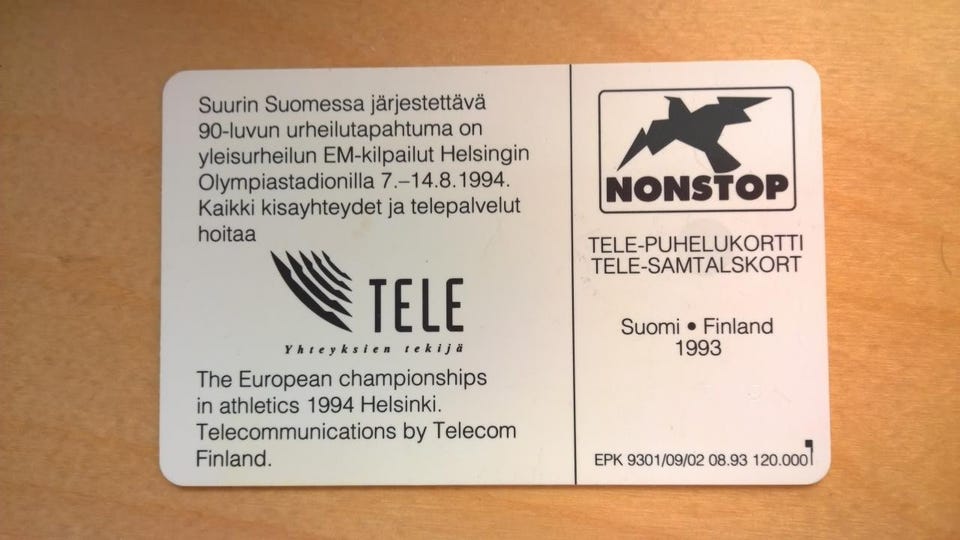 Suurin Suomessa järjestettävä
90-luvun urheilutapahtuma on
yleisurheilun EM-kilpailut Helsingin
Olympiastadionilla 7.–14.8.1994.
Kaikki kisayhteydet ja telepalvelut
hoitaa
TELE
Yhteyksien tekijä
The European championships
in athletics 1994 Helsinki.
Telecommunications by Telecom
Finland.
NONSTOP
TELE-PUHELUKORTTI
TELE-SAMTALSKORT
Suomi • Finland
1993
EPK 9301/09/02 08.93 120.000